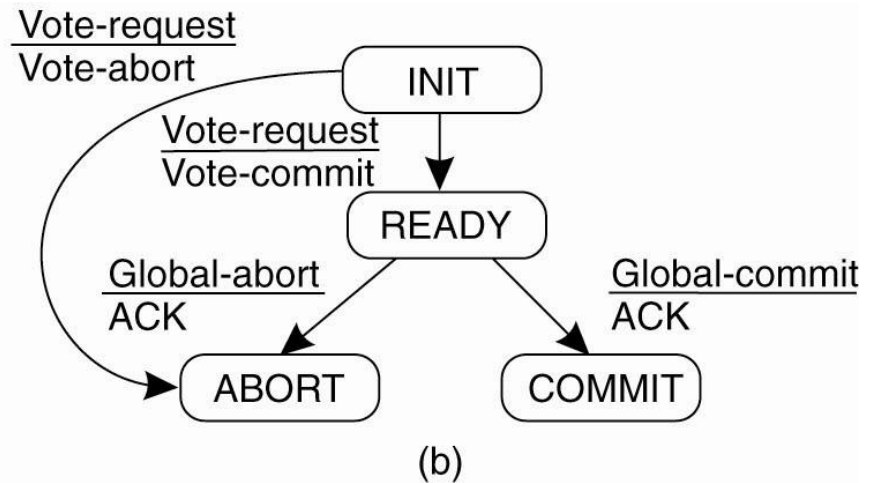 Vote-request
Vote-abort
INIT
Vote-request
Vote-commit
READY
Global-abort
ACK
Global-commit
ACK
ABORT
COMMIT
(b)